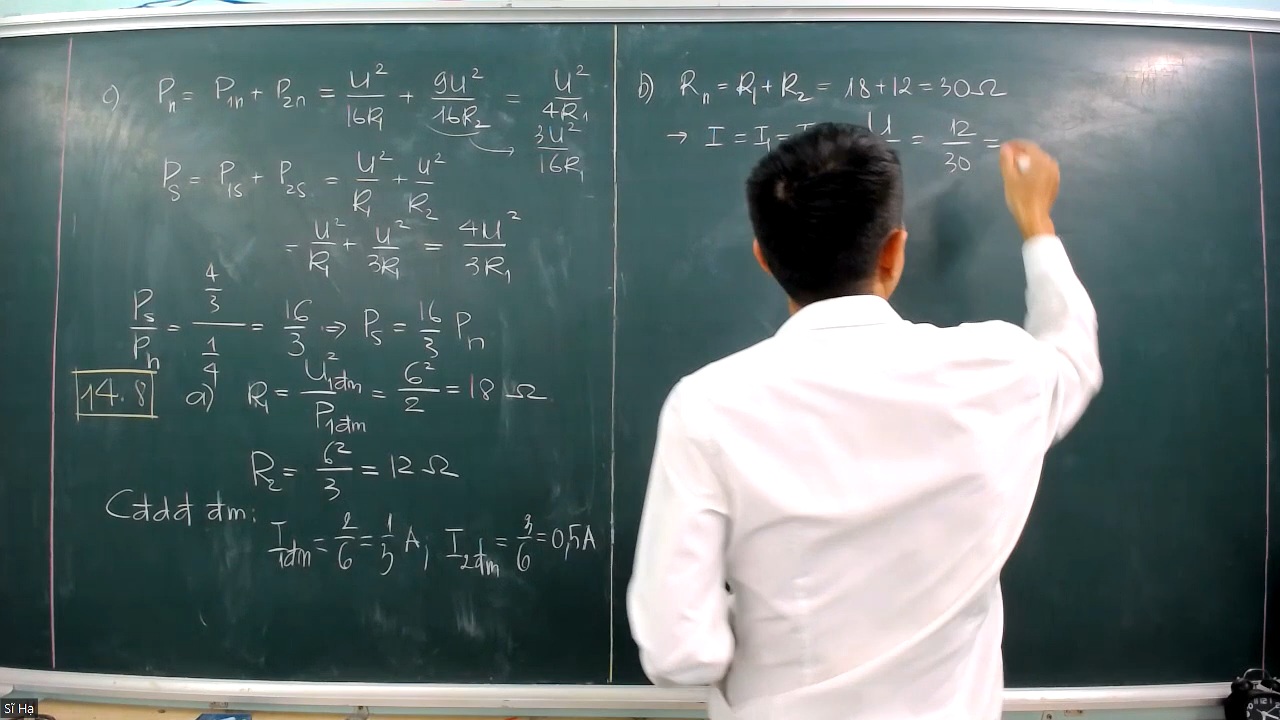 c) Pₙ = P₁ₙ + P₂ₙ = U²/16R₁ + 9U²/16R₂ = U²/4R₁
3U²/16R₁
Pₛ = P₁ₛ + P₂ₛ = U²/R₁ + U²/R₂
= U²/R₁ + U²/3R₁ = 4U²/3R₁
Pₛ/Pₙ = (4/3)/(1/4) = 16/3 ⇒ Pₛ = 16/3 Pₙ
14.8 a) R₁ = U²₁đm/P₁đm = 6²/2 = 18 Ω
R₂ = 6²/3 = 12 Ω
Cđdđ đm:
I₁đm = 2/6 = 1/3 A; I₂đm = 3/6 = 0,5A
b) Rₙ = R₁ + R₂ = 18 + 12 = 30Ω
→ I = I₁ = U = 12/30 =
Sĩ Hạ